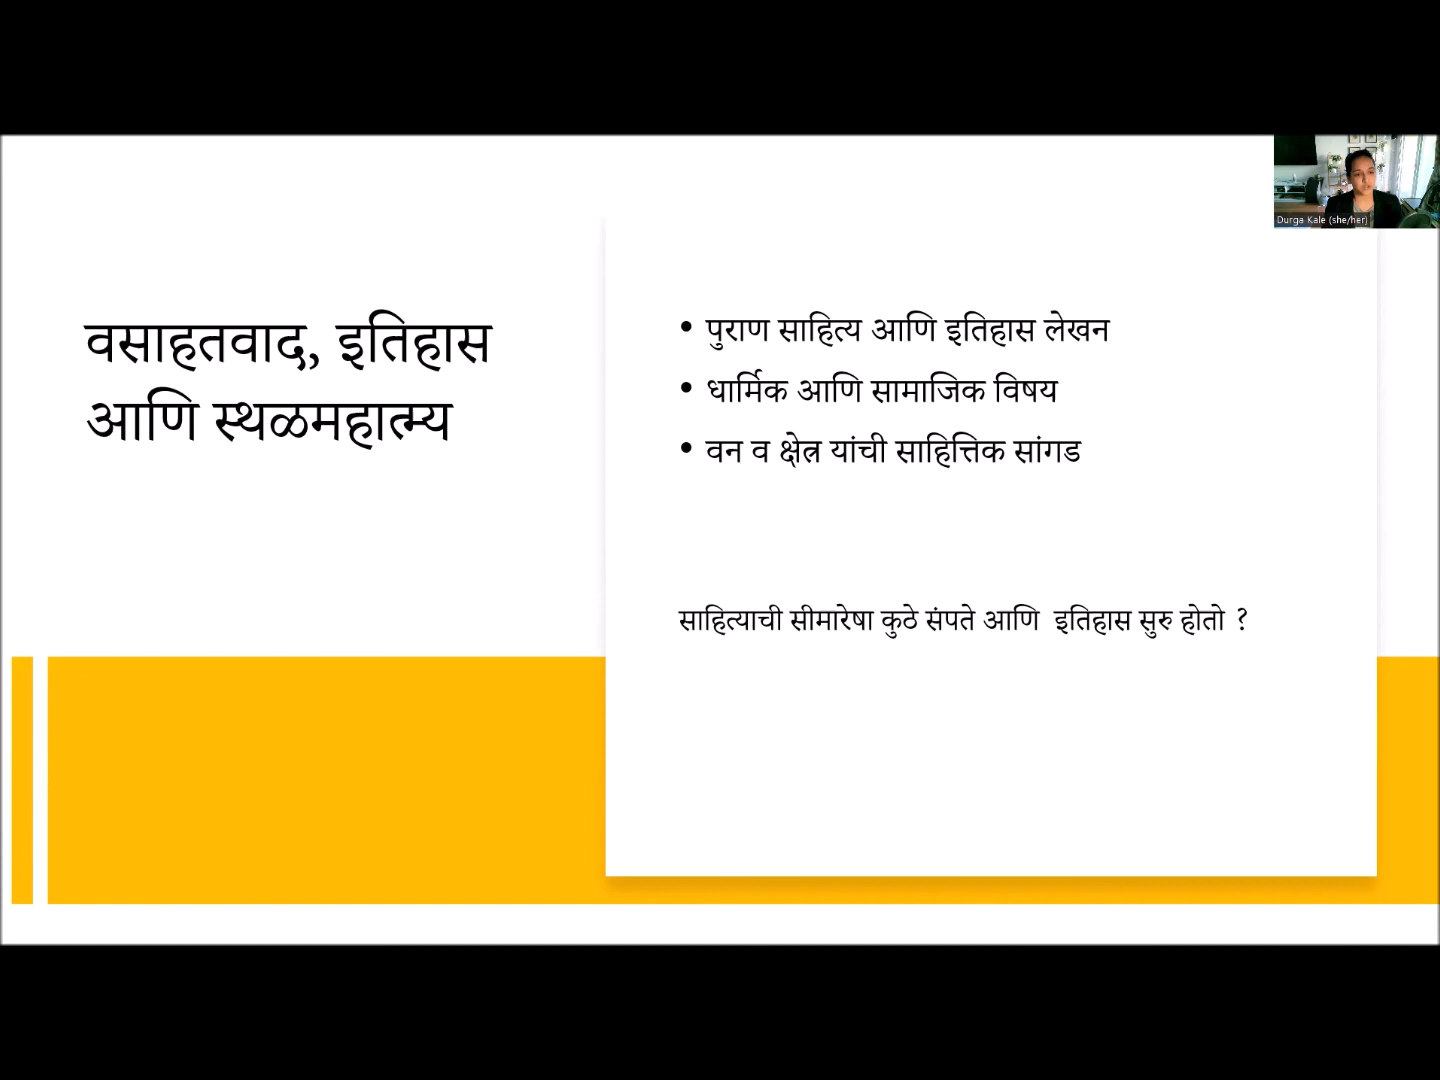 वसाहतवाद, इतिहास
आणि स्थळमहात्म्य
• पुराण साहित्य आणि इतिहास लेखन
• धार्मिक आणि सामाजिक विषय
• वन व क्षेत्र यांची साहित्तिक सांगड
साहित्याची सीमारेषा कुठे संपते आणि इतिहास सुरु होतो ?
Durga Kale (she/her)